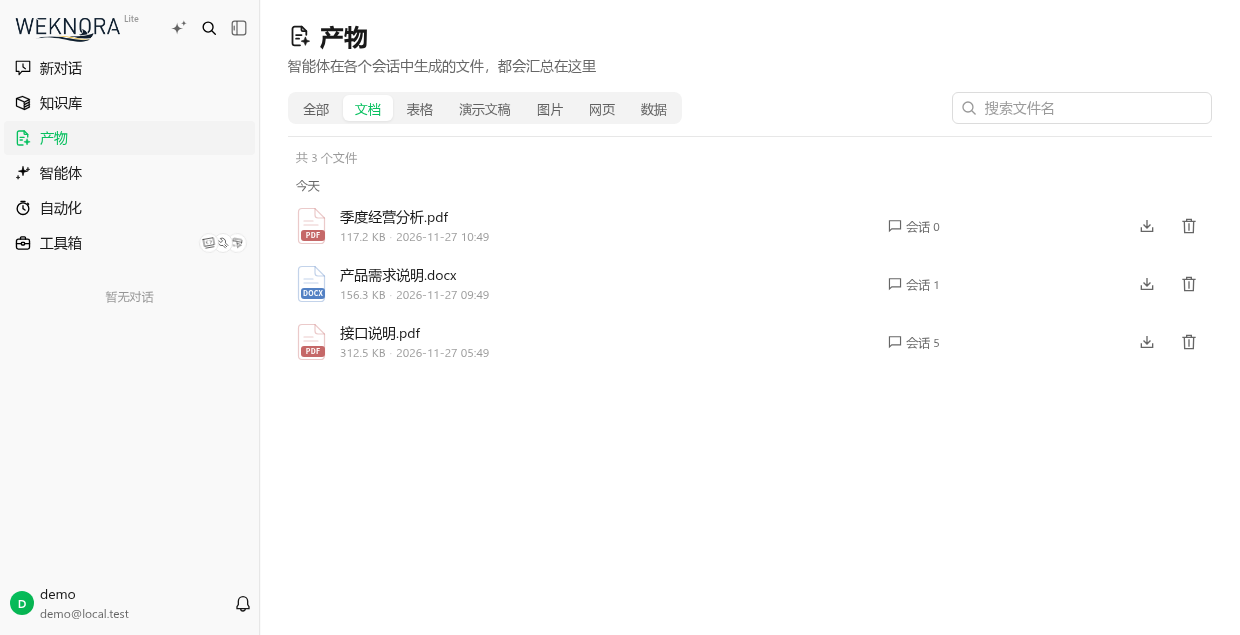 WEKNORA Lite
新对话
知识库
产物
智能体
自动化
工具箱
暂无对话
D
demo
demo@local.test
产物
智能体在各个会话中生成的文件，都会汇总在这里
全部 文档 表格 演示文稿 图片 网页 数据
搜索文件名
共 3 个文件
今天
PDF
季度经营分析.pdf
117.2 KB · 2026-11-27 10:49
会话 0
DOCX
产品需求说明.docx
156.3 KB · 2026-11-27 09:49
会话 1
PDF
接口说明.pdf
312.5 KB · 2026-11-27 05:49
会话 5